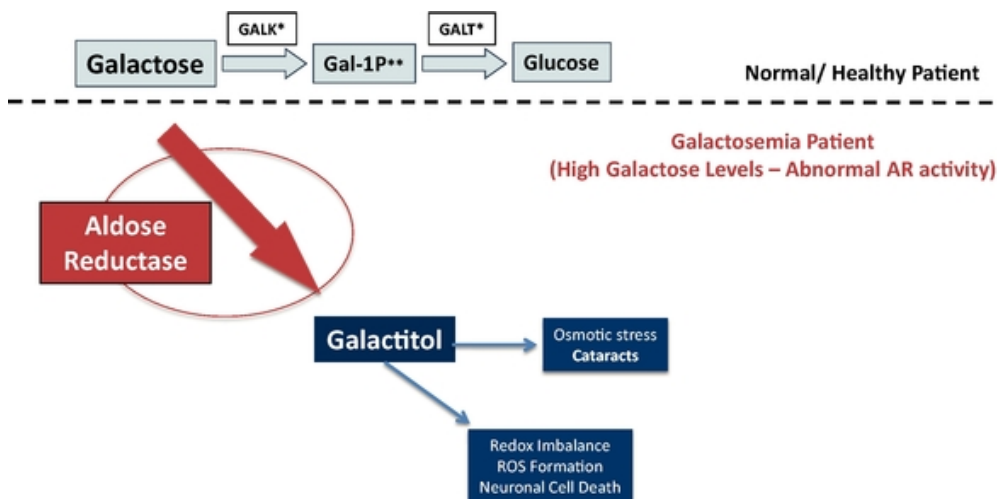 GALK*
GALT*
Galactose
Gal-1P**
Glucose
Normal/ Healthy Patient
Galactosemia Patient
(High Galactose Levels – Abnormal AR activity)
Aldose
Reductase
Galactitol
Osmotic stress
Cataracts
Redox Imbalance
ROS Formation
Neuronal Cell Death